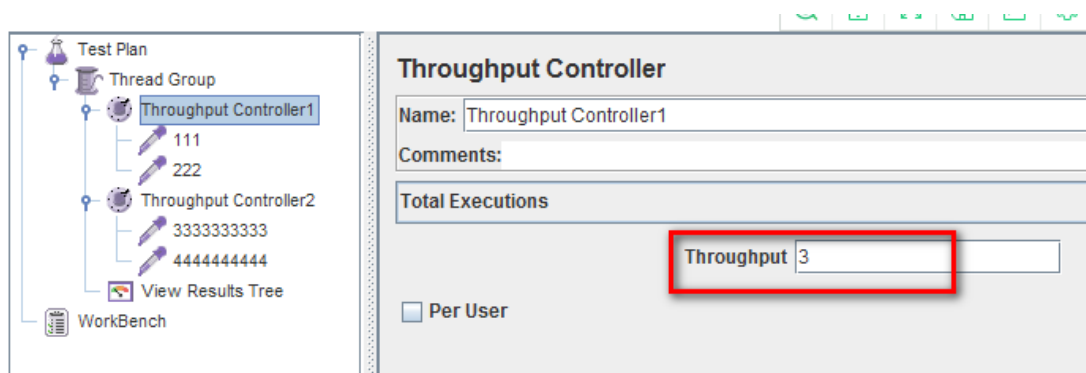 Test Plan
Thread Group
Throughput Controller1
111
222
Throughput Controller2
3333333333
4444444444
View Results Tree
WorkBench
Throughput Controller
Name: Throughput Controller1
Comments:
Total Executions
Throughput 3
Per User